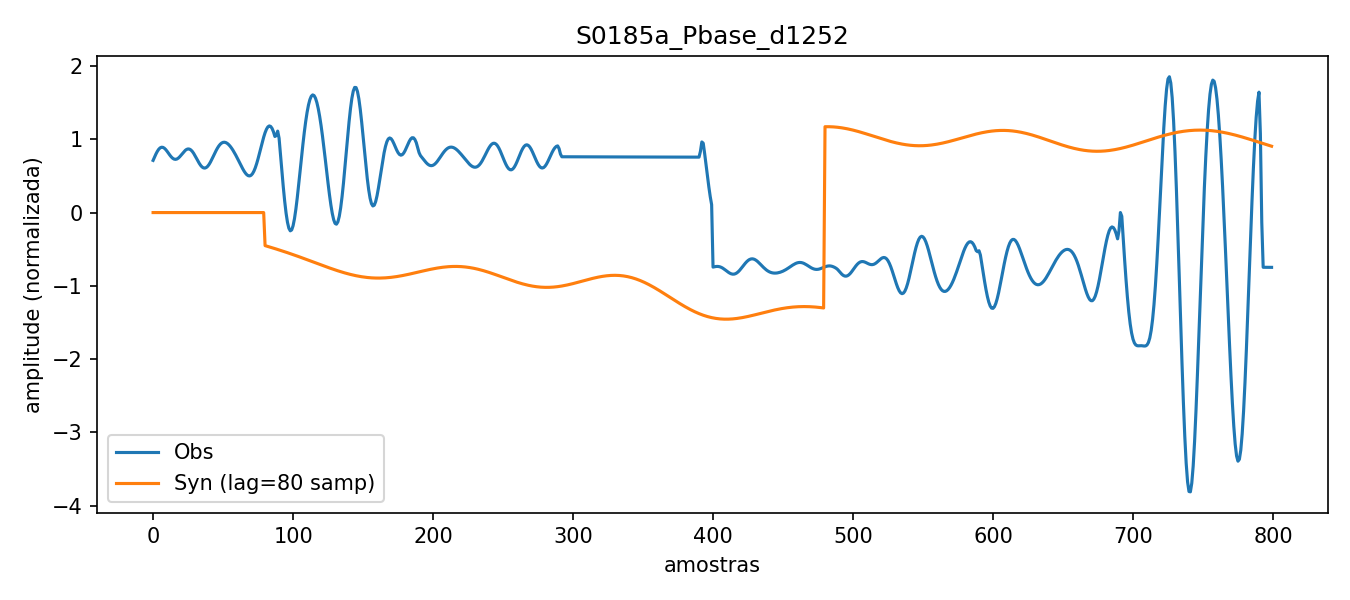 S0185a_Pbase_d1252
amplitude (normalizada)
2
1
0
−1
−2
−3
−4
Obs
Syn (lag=80 samp)
0 100 200 300 400 500 600 700 800
amostras